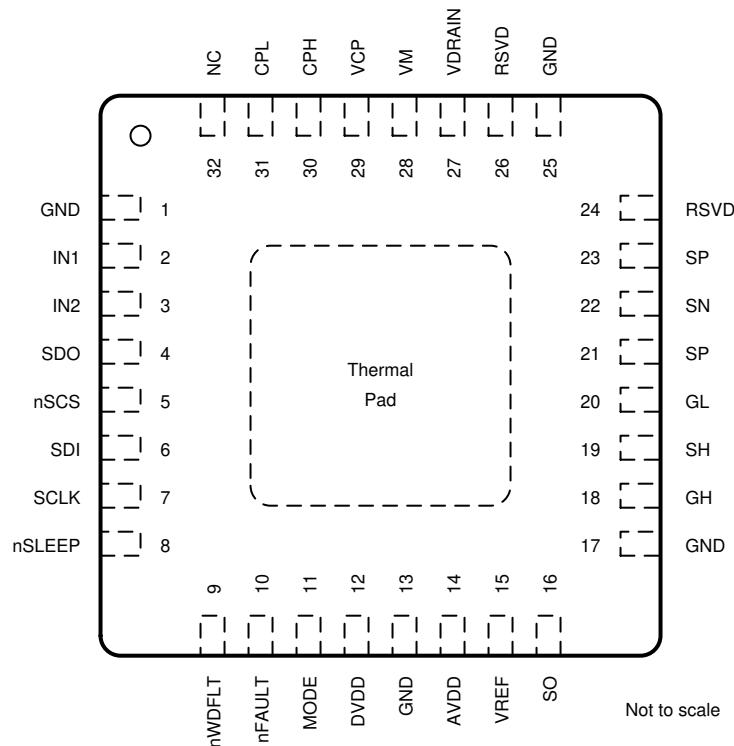 NC CPL CPH VCP VM VDRAIN RSVD GND
32 31 30 29 28 27 26 25
GND 1 24 RSVD
IN1 2 23 SP
IN2 3 22 SN
SDO 4 21 SP
nSCS 5 20 GL
SDI 6 19 SH
SCLK 7 18 GH
nSLEEP 8 17 GND
Thermal
Pad
9 10 11 12 13 14 15 16
nWDFLT nFAULT MODE DVDD GND AVDD VREF SO
Not to scale